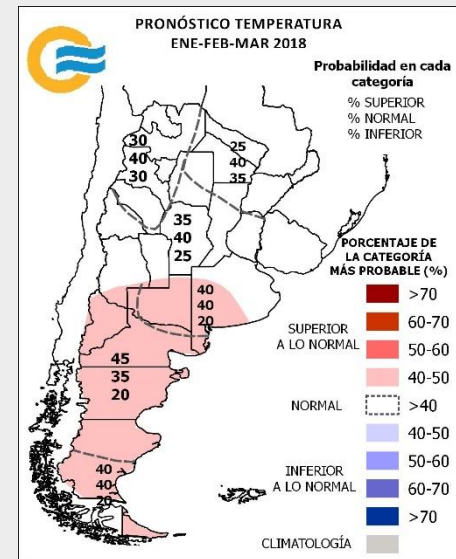 PRONÓSTICO TEMPERATURA
ENE-FEB-MAR 2018
Probabilidad en cada
categoría
% SUPERIOR
% NORMAL
% INFERIOR
30
40
30
25
40
35
35
40
25
40
40
20
45
35
20
40
40
20
PORCENTAJE DE
LA CATEGORÍA
MÁS PROBABLE (%)
SUPERIOR
A LO NORMAL
>70
60-70
50-60
40-50
NORMAL
>40
INFERIOR
A LO NORMAL
40-50
50-60
60-70
>70
CLIMATOLOGÍA